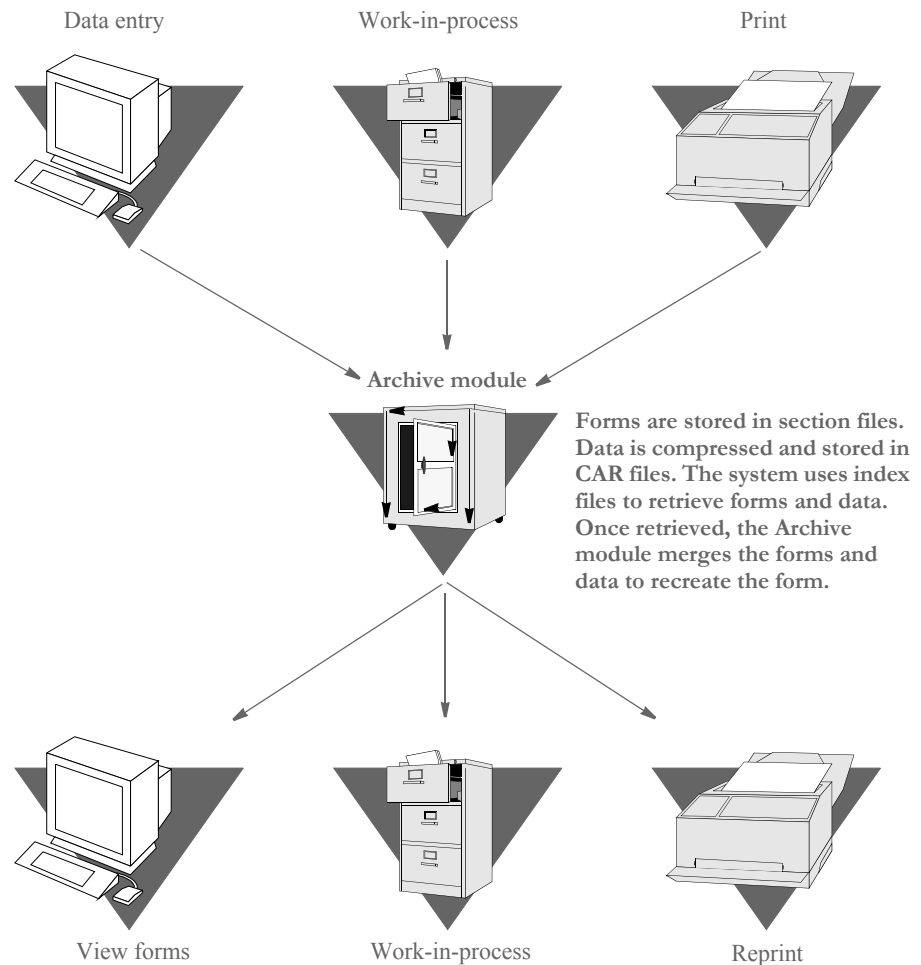 Data entry
Work-in-process
Print
Archive module
Forms are stored in section files.
Data is compressed and stored in
CAR files. The system uses index
files to retrieve forms and data.
Once retrieved, the Archive
module merges the forms and
data to recreate the form.
View forms
Work-in-process
Reprint